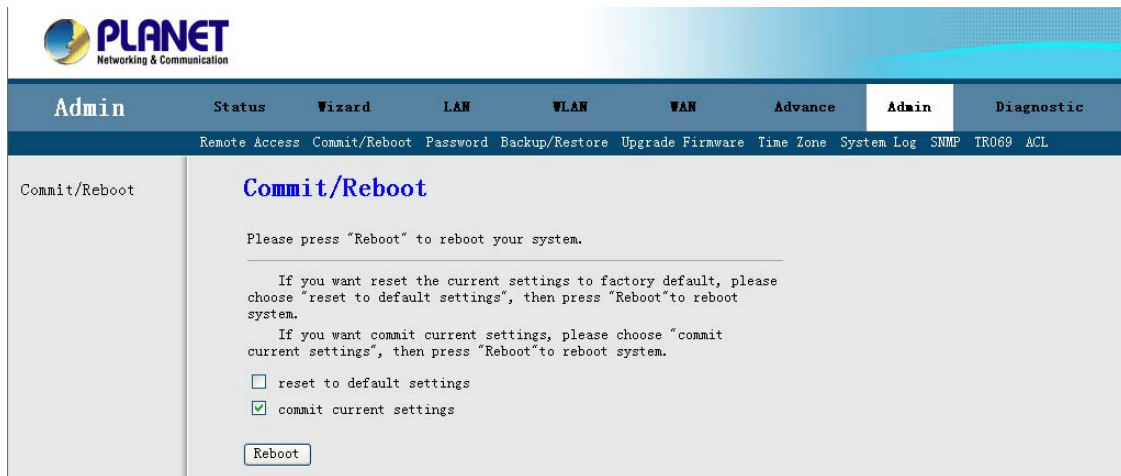 PLANET
Networking & Communication
Admin
Status Wizard LAN WLAN WAN Advance Admin Diagnostic
Remote Access Commit/Reboot Password Backup/Restore Upgrade Firmware Time Zone System Log SNMP TR069 ACL
Commit/Reboot
Commit/Reboot
Please press "Reboot" to reboot your system.
If you want reset the current settings to factory default, please
choose "reset to default settings", then press "Reboot"to reboot
system.
If you want commit current settings, please choose "commit
current settings", then press "Reboot"to reboot system.
reset to default settings
commit current settings
Reboot